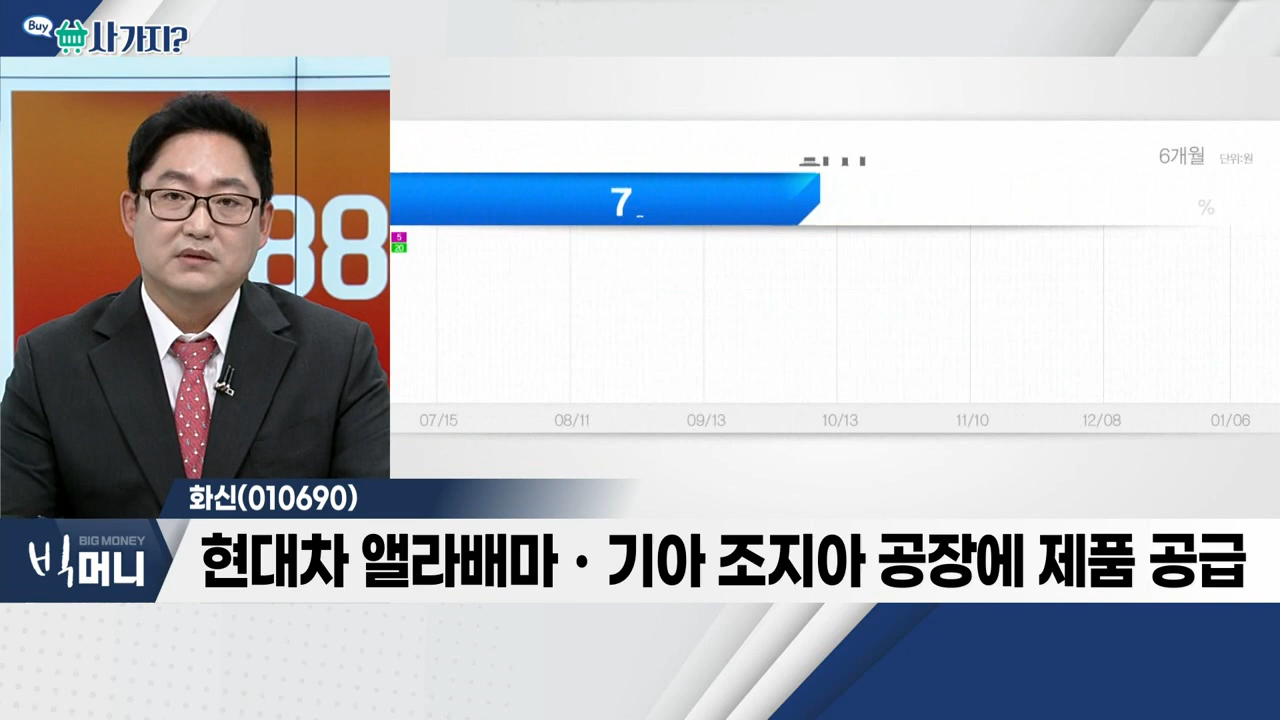 Buy 사가지?
88
6개월 단위:원
7
%
5
20
07/15 08/11 09/13 10/13 11/10 12/08 01/06
화신(010690)
BIG MONEY
빅머니
현대차 앨라배마·기아 조지아 공장에 제품 공급